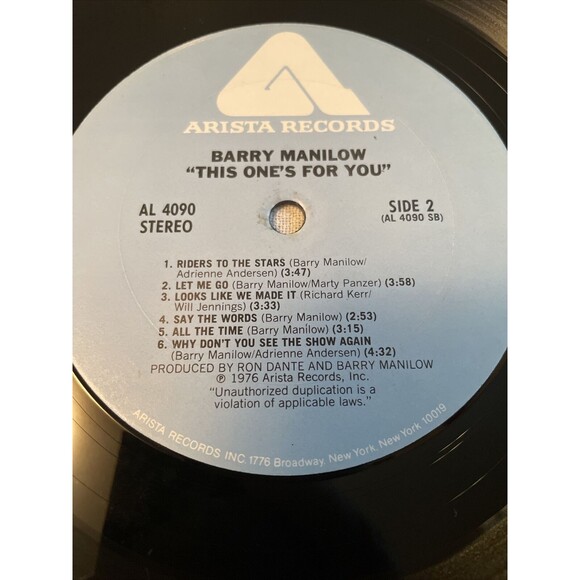 ARISTA RECORDS
BARRY MANILOW
"THIS ONE'S FOR YOU"
AL 4090
STEREO
SIDE 2
(AL 4090 SB)
1. RIDERS TO THE STARS (Barry Manilow/
Adrienne Andersen) (3:47)
2. LET ME GO (Barry Manilow/Marty Panzer) (3:58)
3. LOOKS LIKE WE MADE IT (Richard Kerr/
Will Jennings) (3:33)
4. SAY THE WORDS (Barry Manilow) (2:53)
5. ALL THE TIME (Barry Manilow) (3:15)
6. WHY DON'T YOU SEE THE SHOW AGAIN
(Barry Manilow/Adrienne Andersen) (4:32)
PRODUCED BY RON DANTE AND BARRY MANILOW
℗ 1976 Arista Records, Inc.
"Unauthorized duplication is a
violation of applicable laws."
ARISTA RECORDS INC. 1776 Broadway, New York, New York 10019